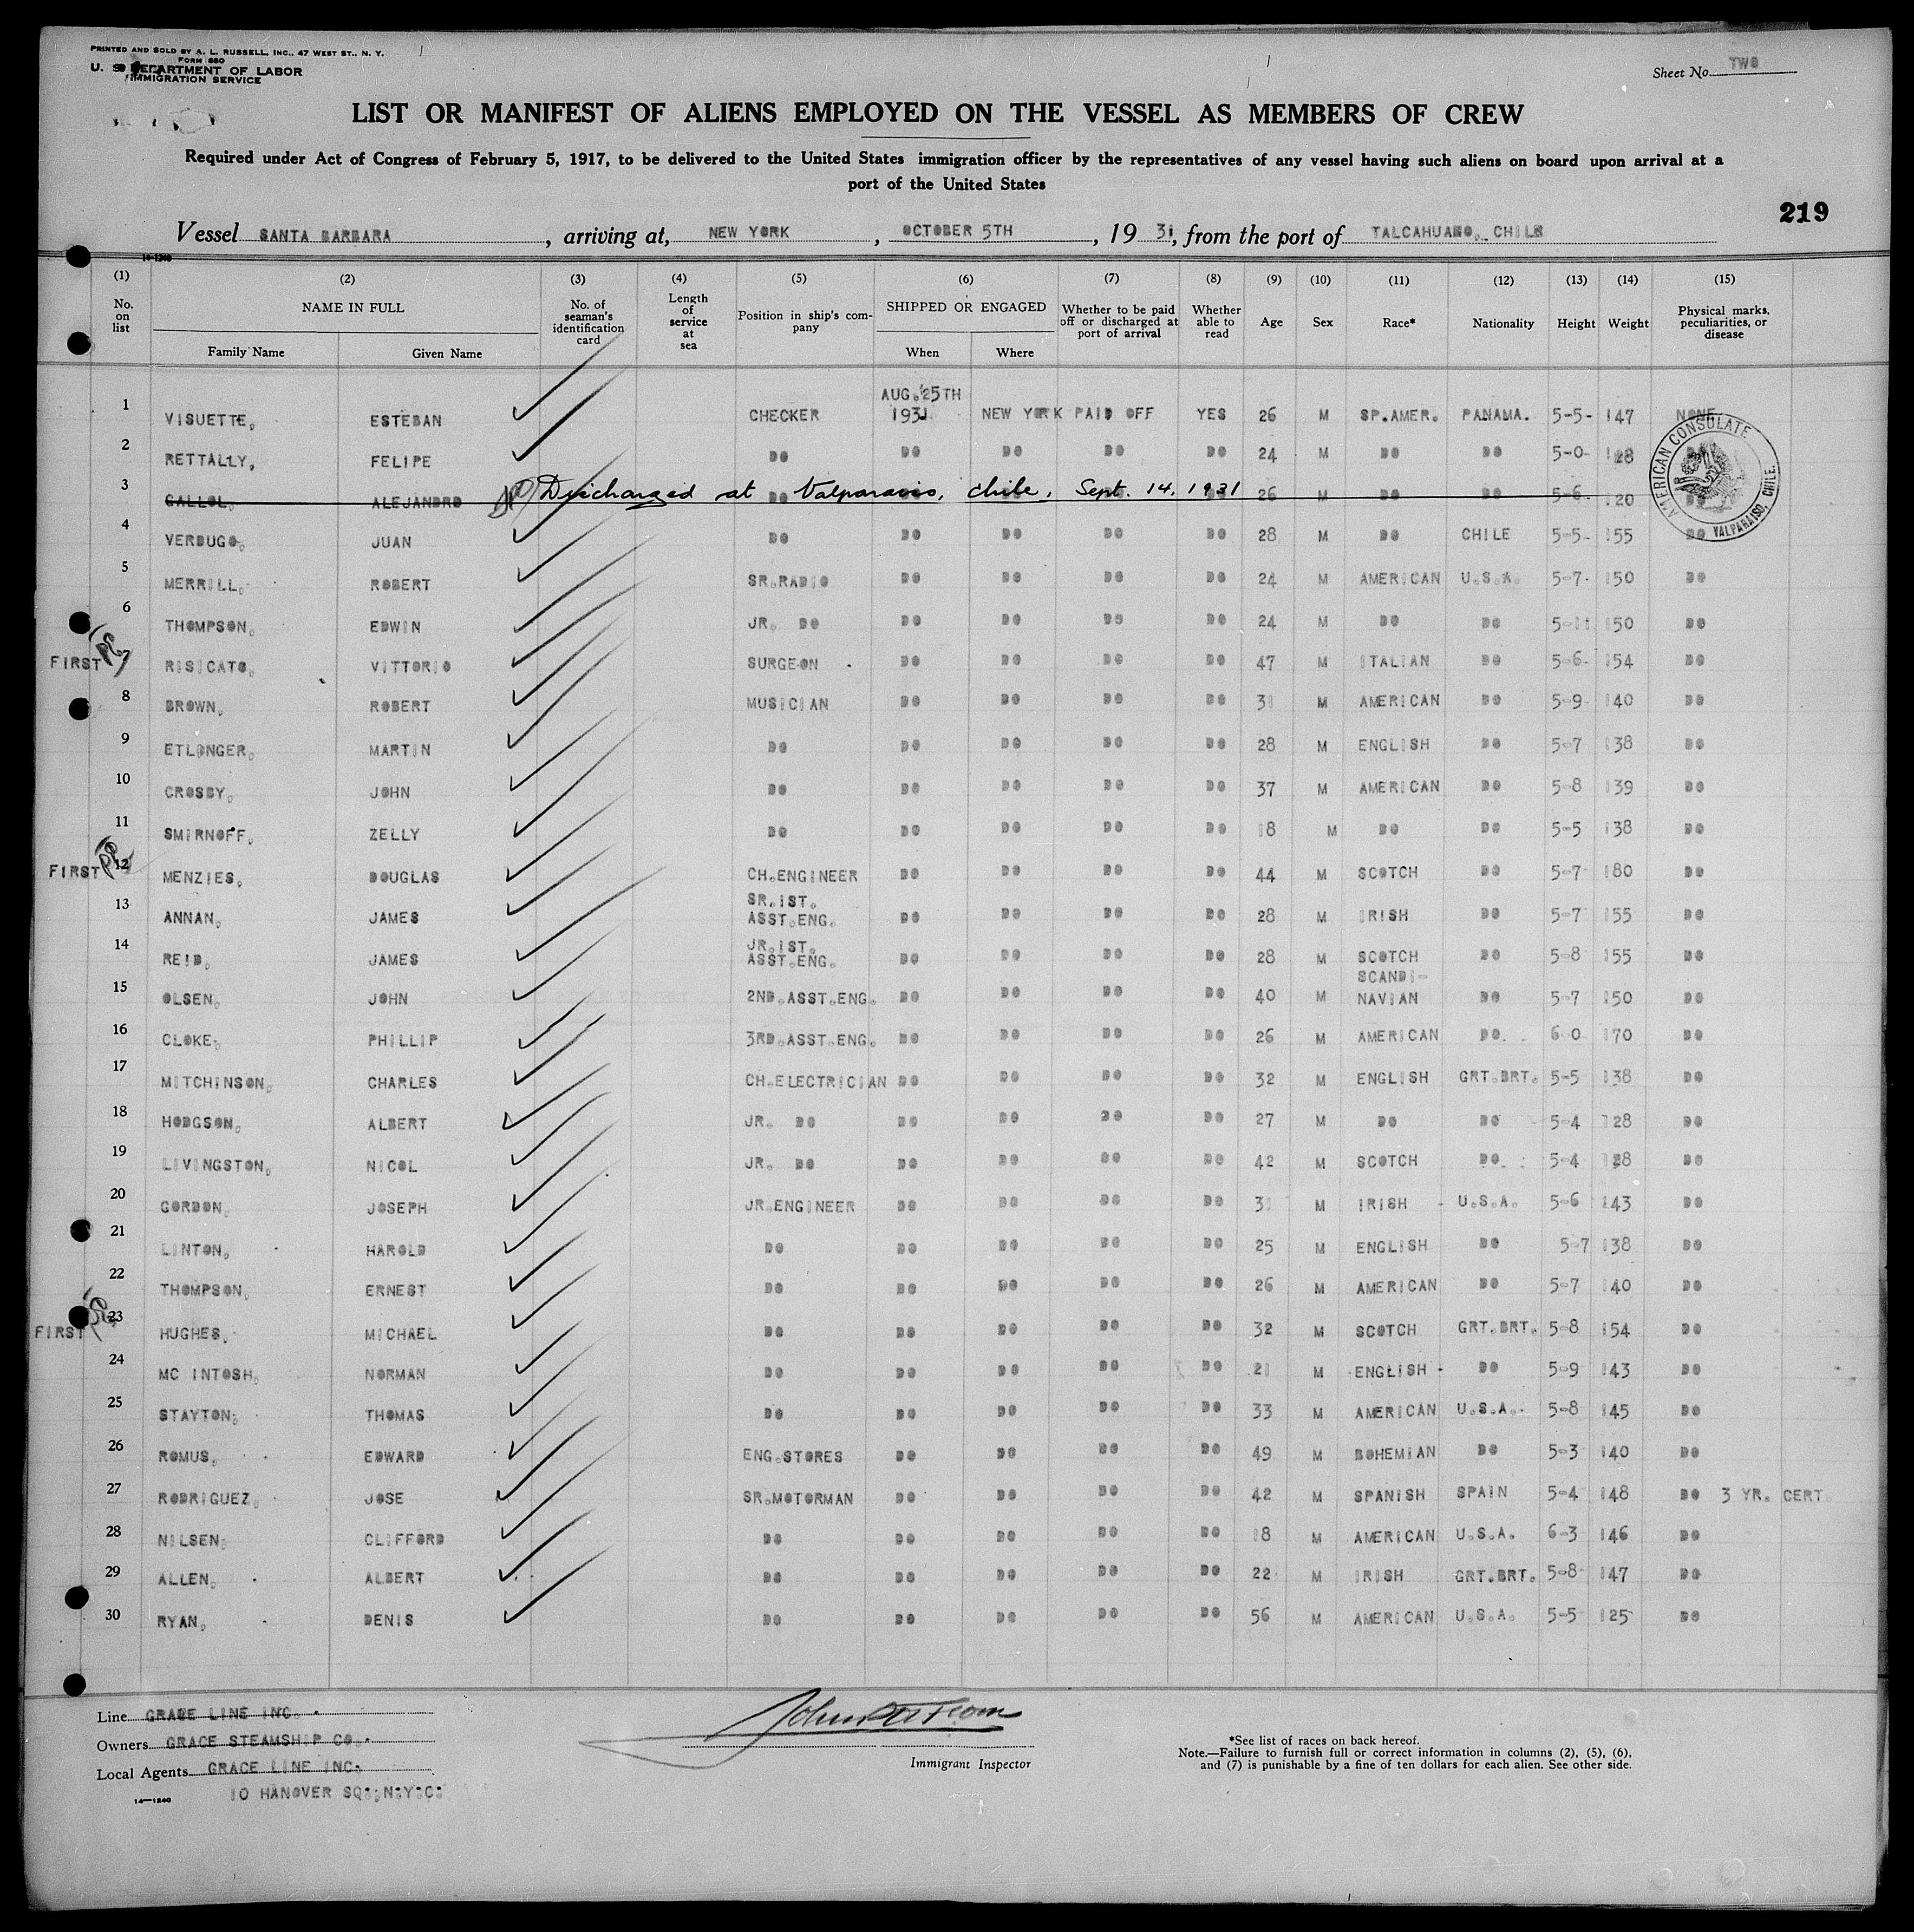 PRINTED AND SOLD BY A. L. RUSSELL, INC., 47 WEST ST., N. Y.
FORM 680
U. S. DEPARTMENT OF LABOR
IMMIGRATION SERVICE
Sheet No. TWO
LIST OR MANIFEST OF ALIENS EMPLOYED ON THE VESSEL AS MEMBERS OF CREW
Required under Act of Congress of February 5, 1917, to be delivered to the United States immigration officer by the representatives of any vessel having such aliens on board upon arrival at a
port of the United States
219
Vessel SANTA BARBARA, arriving at, NEW YORK, OCTOBER 5TH, 1931, from the port of TALCAHUANO, CHILE
14-1240
(1) (2) (3) (4) (5) (6) (7) (8) (9) (10) (11) (12) (13) (14) (15)
No. on list NAME IN FULL Family Name Given Name No. of seaman's identification card Length of service at sea Position in ship's company SHIPPED OR ENGAGED When Where Whether to be paid off or discharged at port of arrival Whether able to read Age Sex Race* Nationality Height Weight Physical marks, peculiarities, or disease
1 VISUETTE, ESTEBAN CHECKER AUG. 25TH 1931 NEW YORK PAID OFF YES 26 M SP.AMER. PANAMA. 5-5- 147 NONE
2 RETTALLY, FELIPE DO DO DO DO DO 24 M DO DO 5-0- 128
3 GALLOL, ALEJANDRO Discharged at Valparaiso, Chile, Sept. 14, 1931 26 M DO DO 5-6- 120 DO
AMERICAN CONSULATE VALPARAISO, CHILE.
4 VERDUGO, JUAN DO DO DO DO DO 28 M DO CHILE 5-5- 155 DO
5 MERRILL, ROBERT SR.RADIO DO DO DO DO 24 M AMERICAN U.S.A. 5-7- 150 DO
6 THOMPSON, EDWIN JR. DO DO DO DO DO 24 M DO DO 5-11 150 DO
FIRST 7 RISICATO, VITTORIO SURGEON DO DO DO DO 47 M ITALIAN DO 5-6- 154 DO
8 BROWN, ROBERT MUSICIAN DO DO DO DO 31 M AMERICAN DO 5-9 140 DO
9 ETLINGER, MARTIN DO DO DO DO DO 28 M ENGLISH DO 5-7 138 DO
10 CROSBY, JOHN DO DO DO DO DO 37 M AMERICAN DO 5-8 139 DO
11 SMIRNOFF, ZELLY DO DO DO DO DO 18 M DO DO 5-5 138 DO
FIRST 12 MENZIES, DOUGLAS CH.ENGINEER DO DO DO DO 44 M SCOTCH DO 5-7 180 DO
13 ANNAN, JAMES SR.1ST. ASST.ENG. DO DO DO DO 28 M IRISH DO 5-7 155 DO
14 REID, JAMES JR.1ST. ASST.ENG. DO DO DO DO 28 M SCOTCH DO 5-8 155 DO
15 OLSEN, JOHN 2ND.ASST.ENG. DO DO DO DO 40 M SCANDI-NAVIAN DO 5-7 150 DO
16 CLOKE, PHILLIP 3RD.ASST.ENG. DO DO DO DO 26 M AMERICAN DO 6-0 170 DO
17 MITCHINSON, CHARLES CH.ELECTRICIAN DO DO DO DO 32 M ENGLISH GRT.BRT. 5-5 138 DO
18 HODGSON, ALBERT JR. DO DO DO DO DO 27 M DO DO 5-4 128 DO
19 LIVINGSTON, NICOL JR. DO DO DO DO DO 42 M SCOTCH DO 5-4 128 DO
20 GORDON, JOSEPH JR.ENGINEER DO DO DO DO 31 M IRISH U.S.A. 5-6 143 DO
21 LINTON, HAROLD DO DO DO DO DO 25 M ENGLISH DO 5-7 138 DO
22 THOMPSON, ERNEST DO DO DO DO DO 26 M AMERICAN DO 5-7 140 DO
FIRST 23 HUGHES, MICHAEL DO DO DO DO DO 32 M SCOTCH GRT.BRT. 5-8 154 DO
24 MC INTOSH, NORMAN DO DO DO DO DO 21 M ENGLISH DO 5-9 143 DO
25 STAYTON, THOMAS DO DO DO DO DO 33 M AMERICAN U.S.A. 5-8 145 DO
26 ROMUS, EDWARD ENG.STORES DO DO DO DO 49 M BOHEMIAN DO 5-3 140 DO
27 RODRIGUEZ, JOSE SR.MOTORMAN DO DO DO DO 42 M SPANISH SPAIN 5-4 148 DO 3 YR. CERT.
28 NILSEN, CLIFFORD DO DO DO DO DO 18 M AMERICAN U.S.A. 6-3 146 DO
29 ALLEN, ALBERT DO DO DO DO DO 22 M IRISH GRT.BRT. 5-8 147 DO
30 RYAN, DENIS DO DO DO DO DO 56 M AMERICAN U.S.A. 5-5 125 DO
Line GRACE LINE INC.
Owners GRACE STEAMSHIP CO.
Local Agents GRACE LINE INC.
10 HANOVER SQ., N.Y.C.
14—1240
Immigrant Inspector
*See list of races on back hereof.
Note.—Failure to furnish full or correct information in columns (2), (5), (6),
and (7) is punishable by a fine of ten dollars for each alien. See other side.